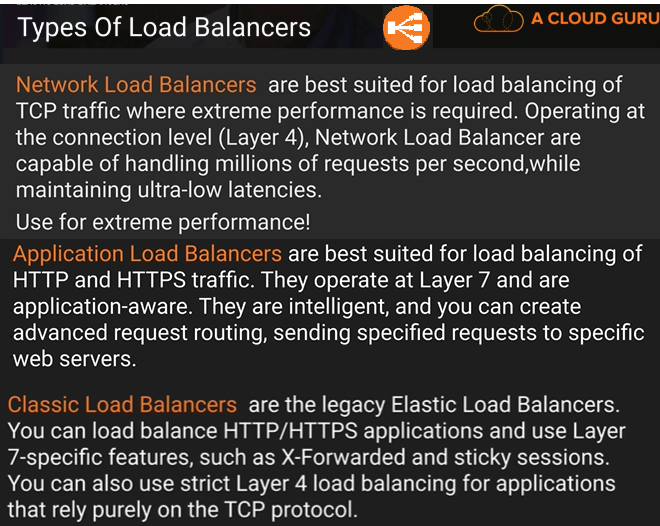 Types Of Load Balancers
A CLOUD GURU
Network Load Balancers are best suited for load balancing of
TCP traffic where extreme performance is required. Operating at
the connection level (Layer 4), Network Load Balancer are
capable of handling millions of requests per second,while
maintaining ultra-low latencies.
Use for extreme performance!
Application Load Balancers are best suited for load balancing of
HTTP and HTTPS traffic. They operate at Layer 7 and are
application-aware. They are intelligent, and you can create
advanced request routing, sending specified requests to specific
web servers.
Classic Load Balancers are the legacy Elastic Load Balancers.
You can load balance HTTP/HTTPS applications and use Layer
7-specific features, such as X-Forwarded and sticky sessions.
You can also use strict Layer 4 load balancing for applications
that rely purely on the TCP protocol.